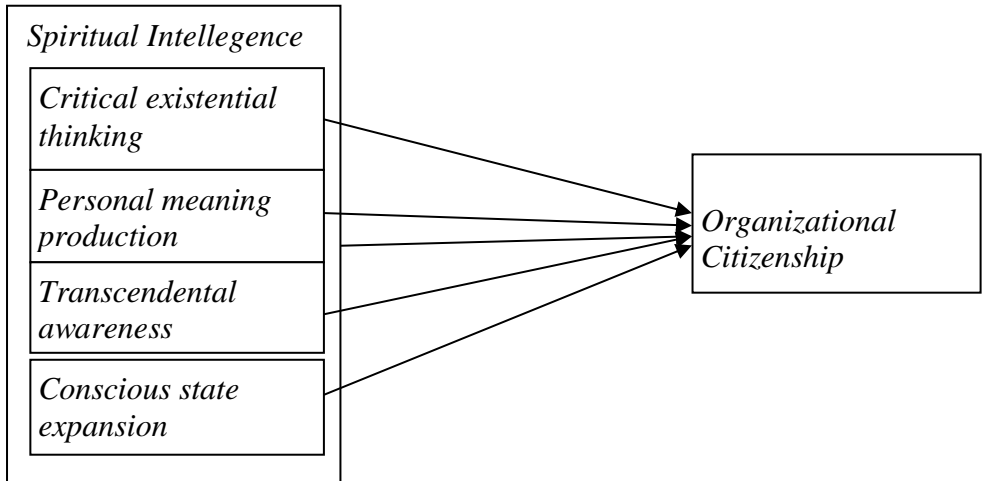 Spiritual Intellegence
Critical existential
thinking
Personal meaning
production
Transcendental
awareness
Conscious state
expansion
Organizational
Citizenship